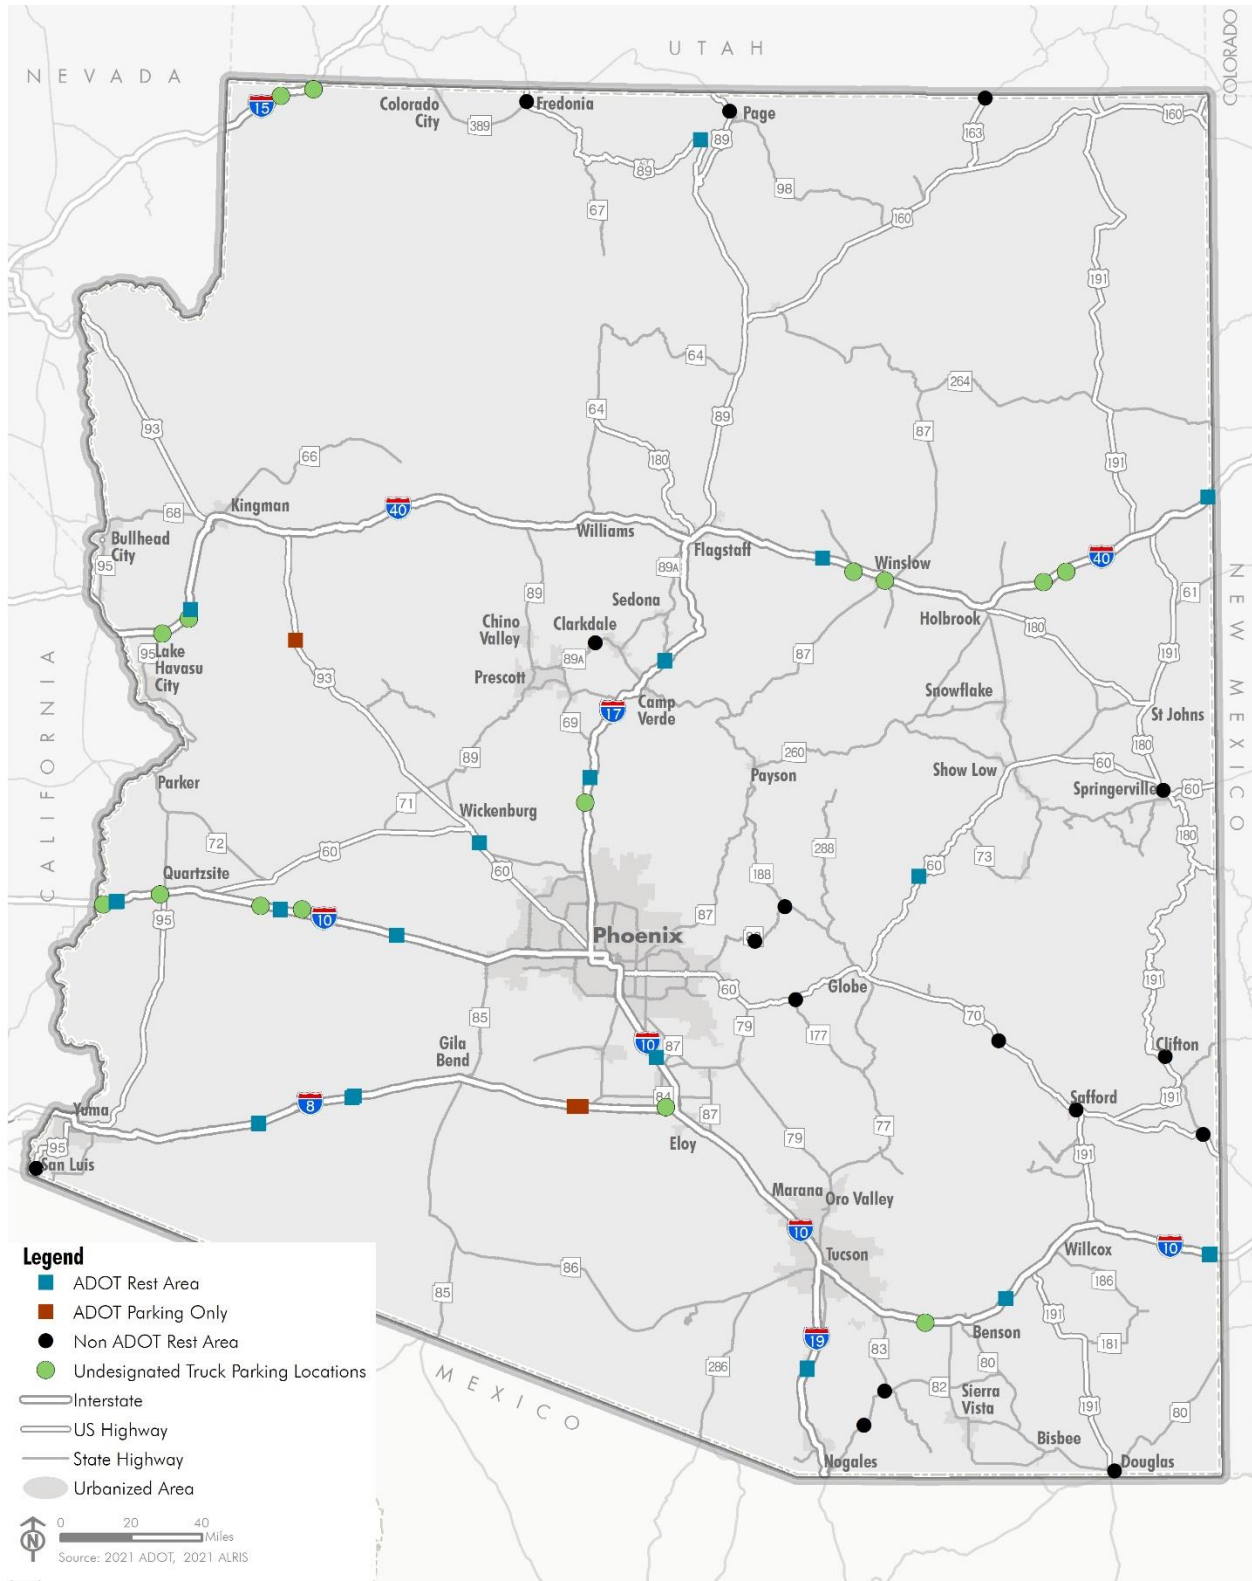 UTAH
COLORADO
NEVADA
15
Colorado
City
389
Fredonia
Page
89
163
160
89
98
67
160
191
64
264
64
89
93
87
180
66
191
Kingman
40
68
Williams
Flagstaff
Winslow
40
Bullhead
City
95
89A
89
Sedona
61
NEW MEXICO
Chino
Valley
Clarkdale
Holbrook
180
CALIFORNIA
95
Lake
Havasu
City
89A
87
191
93
Prescott
Snowflake
Camp
Verde
17
69
St Johns
180
89
260
Payson
Show Low
60
Parker
Springerville
60
71
Wickenburg
72
60
288
180
60
73
Quartzsite
60
188
95
10
87
Phoenix
191
60
Globe
85
79
177
70
Gila
Bend
10
87
Clifton
8
84
87
Safford
191
Yuma
79
77
Eloy
95
San Luis
191
Marana
Oro Valley
10
Tucson
Willcox
10
Legend
ADOT Rest Area
ADOT Parking Only
Non ADOT Rest Area
Undesignated Truck Parking Locations
Interstate
US Highway
State Highway
Urbanized Area
N
0 20 40
Miles
Source: 2021 ADOT, 2021 ALRIS
86
85
186
Benson
191
19
181
83
80
286
82
Sierra
Vista
191
80
MEXICO
Bisbee
Nogales
Douglas